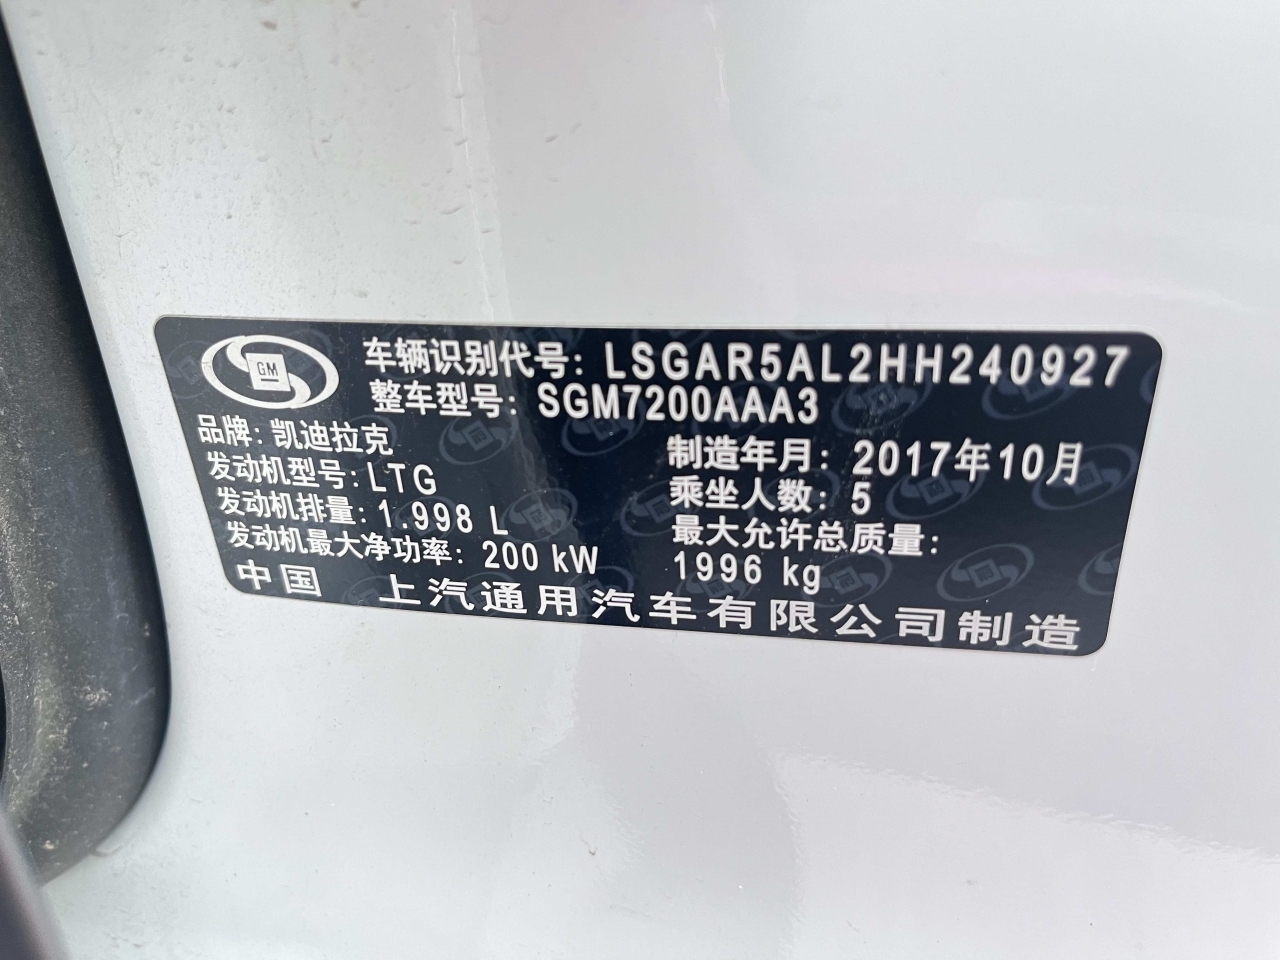 GM
车辆识别代号: LSGAR5AL2HH240927
整车型号: SGM7200AAA3
品牌: 凯迪拉克
制造年月: 2017年10月
发动机型号: LTG
乘坐人数: 5
发动机排量: 1.998 L
最大允许总质量:
发动机最大净功率: 200 kW
1996 kg
中国 上汽通用汽车有限公司制造